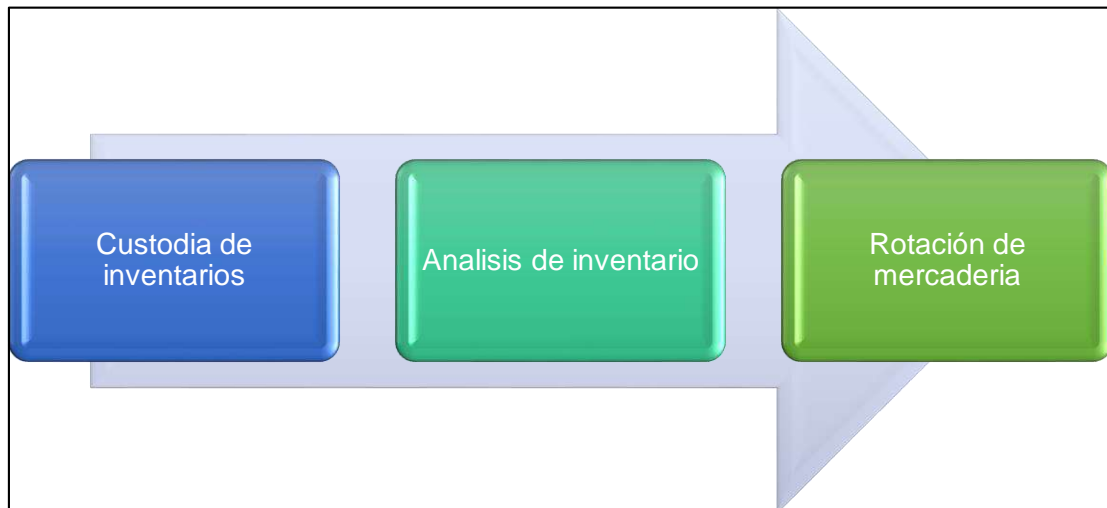 Custodia de
inventarios
Analisis de inventario
Rotación de
mercaderia